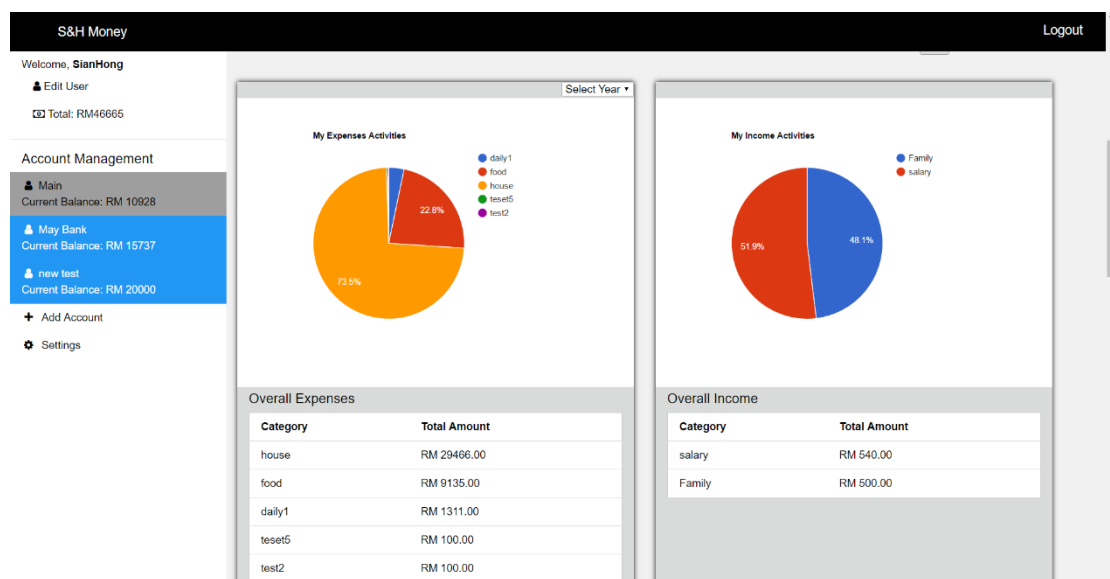 S&H Money
Logout
Welcome, SianHong
Edit User
Total: RM46665
Account Management
Main
Current Balance: RM 10928
May Bank
Current Balance: RM 15737
new test
Current Balance: RM 20000
Add Account
Settings
Select Year
My Expenses Activities
daily1
food
house
teset5
test2
22.8%
73.5%
Overall Expenses
Category Total Amount
house RM 29466.00
food RM 9135.00
daily1 RM 1311.00
teset5 RM 100.00
test2 RM 100.00
My Income Activities
Family
salary
51.9%
48.1%
Overall Income
Category Total Amount
salary RM 540.00
Family RM 500.00